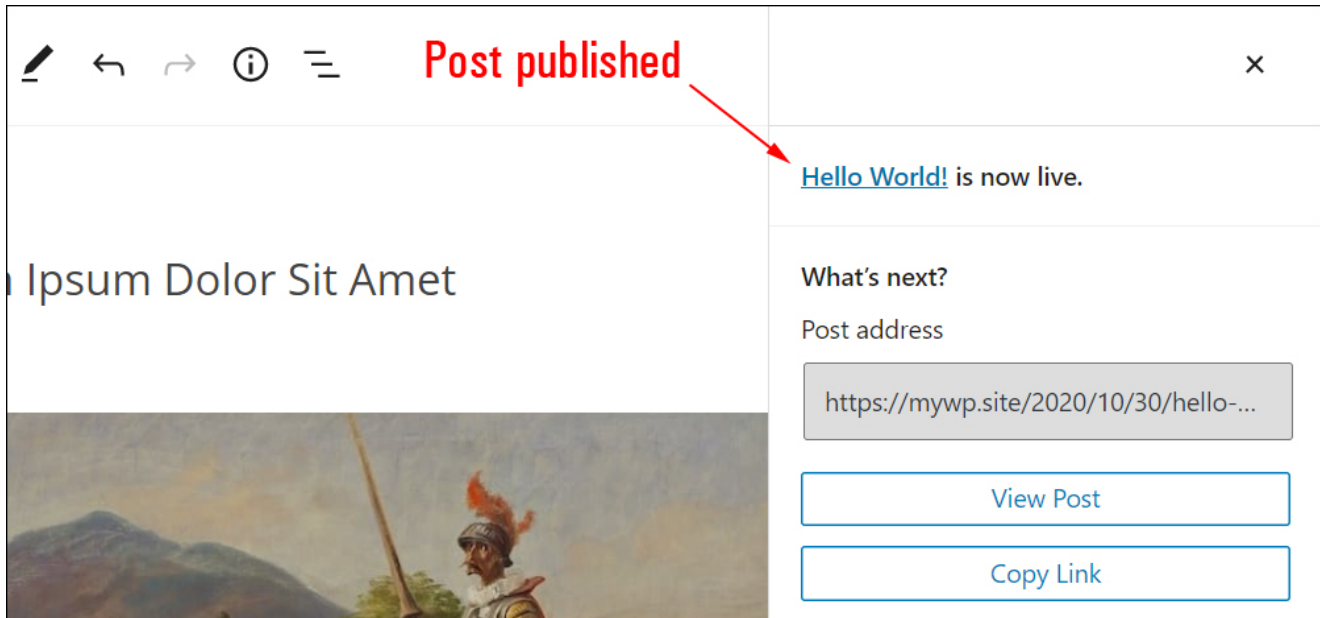 Post published
Hello World! is now live.
Ipsum Dolor Sit Amet
What's next?
Post address
https://mywp.site/2020/10/30/hello-...
View Post
Copy Link